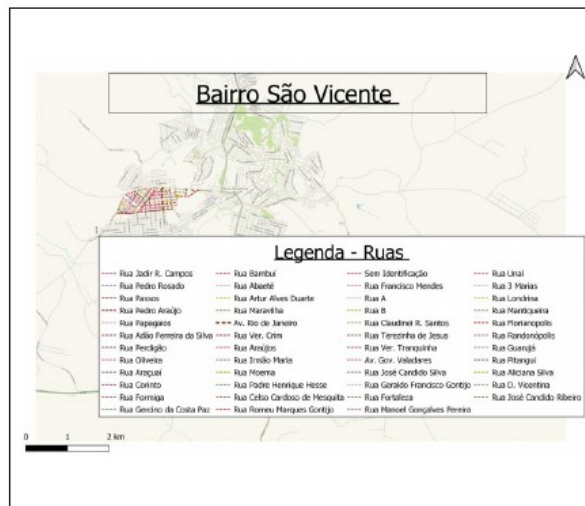 Bairro São Vicente
Legenda - Ruas
Rua Jadir R. Campos
Rua Pedro Rosado
Rua Passos
Rua Pedro Araújo
Rua Papagaios
Rua Adão Ferreira da Silva
Rua Perdigão
Rua Oliveira
Rua Araçuaí
Rua Corinto
Rua Formiga
Rua Gercino da Costa Paz
Rua Bambuí
Rua Abaeté
Rua Artur Alves Duarte
Rua Maravilha
Av. Rio de Janeiro
Rua Ver. Crim
Rua Araújos
Rua Irmão Maria
Rua Moema
Rua Padre Henrique Hesse
Rua Celso Cardoso de Mesquita
Rua Romeu Marques Gontijo
Sem Identificação
Rua Francisco Mendes
Rua A
Rua B
Rua Claudinei R. Santos
Rua Terezinha de Jesus
Rua Ver. Tranquinha
Av. Gov. Valadares
Rua José Candido Silva
Rua Geraldo Francisco Gontijo
Rua Fortaleza
Rua Manoel Gonçalves Pereira
Rua Unaí
Rua 3 Marias
Rua Londrina
Rua Mantiqueira
Rua Florianopolis
Rua Randonópolis
Rua Guarujá
Rua Pitangui
Rua Aliciana Silva
Rua D. Vicentina
Rua José Candido Ribeiro
0 1 2 km